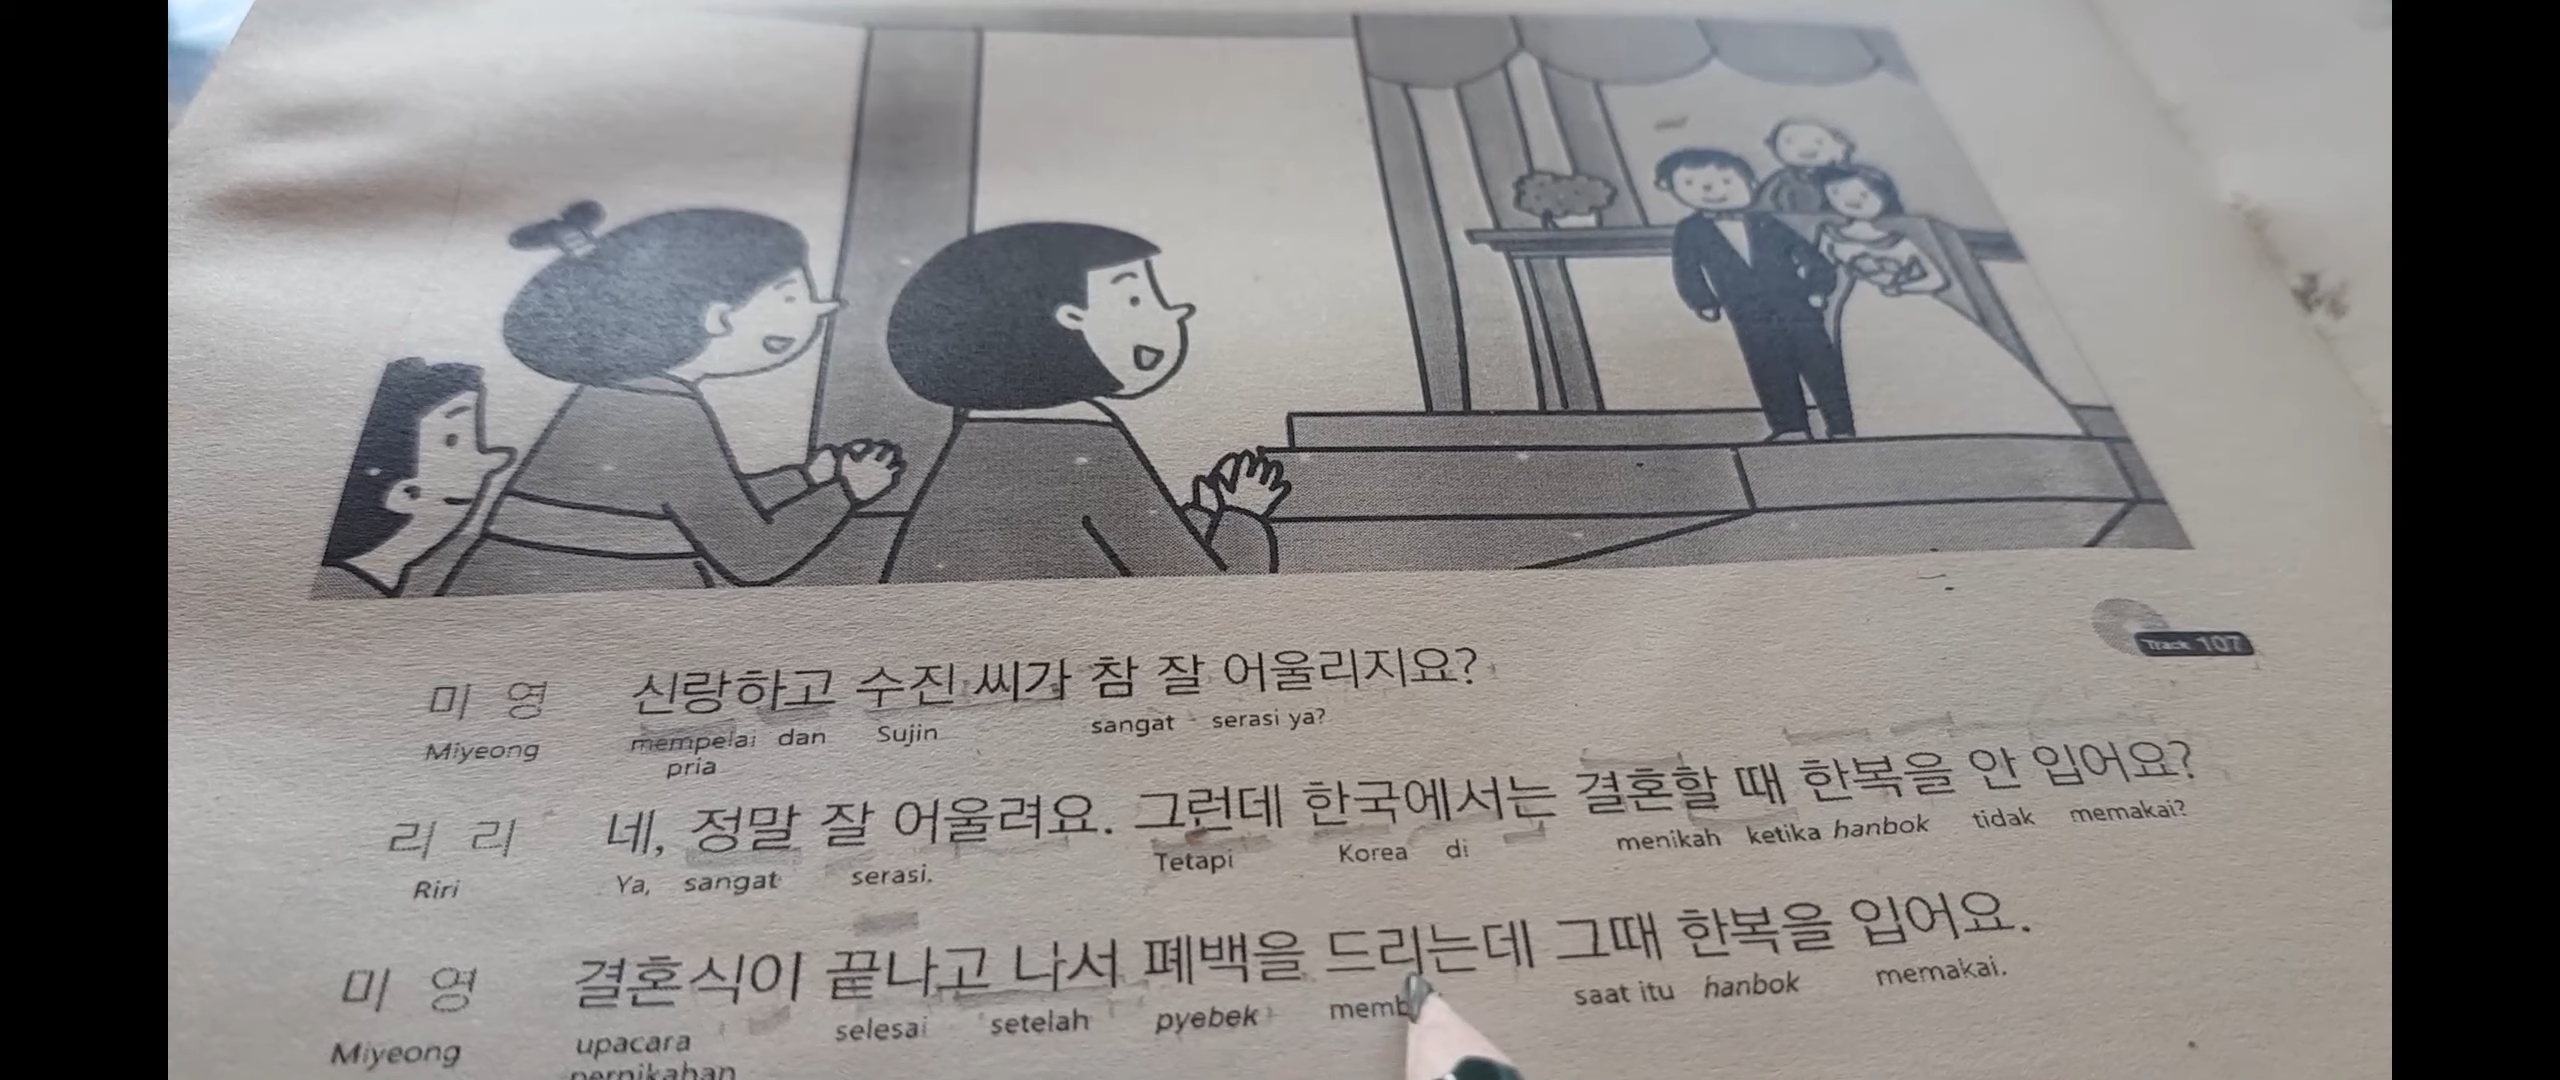 Track 107
미 영 신랑하고 수진 씨가 참 잘 어울리지요?
Miyeong mempelai dan Sujin sangat serasi ya?
pria
리 리 네, 정말 잘 어울려요. 그런데 한국에서는 결혼할 때 한복을 안 입어요?
Riri Ya, sangat serasi. Tetapi Korea di menikah ketika hanbok tidak memakai?
미 영 결혼식이 끝나고 나서 폐백을 드리는데 그때 한복을 입어요.
Miyeong upacara selesai setelah pyebek saat itu hanbok memakai.
pernikahan